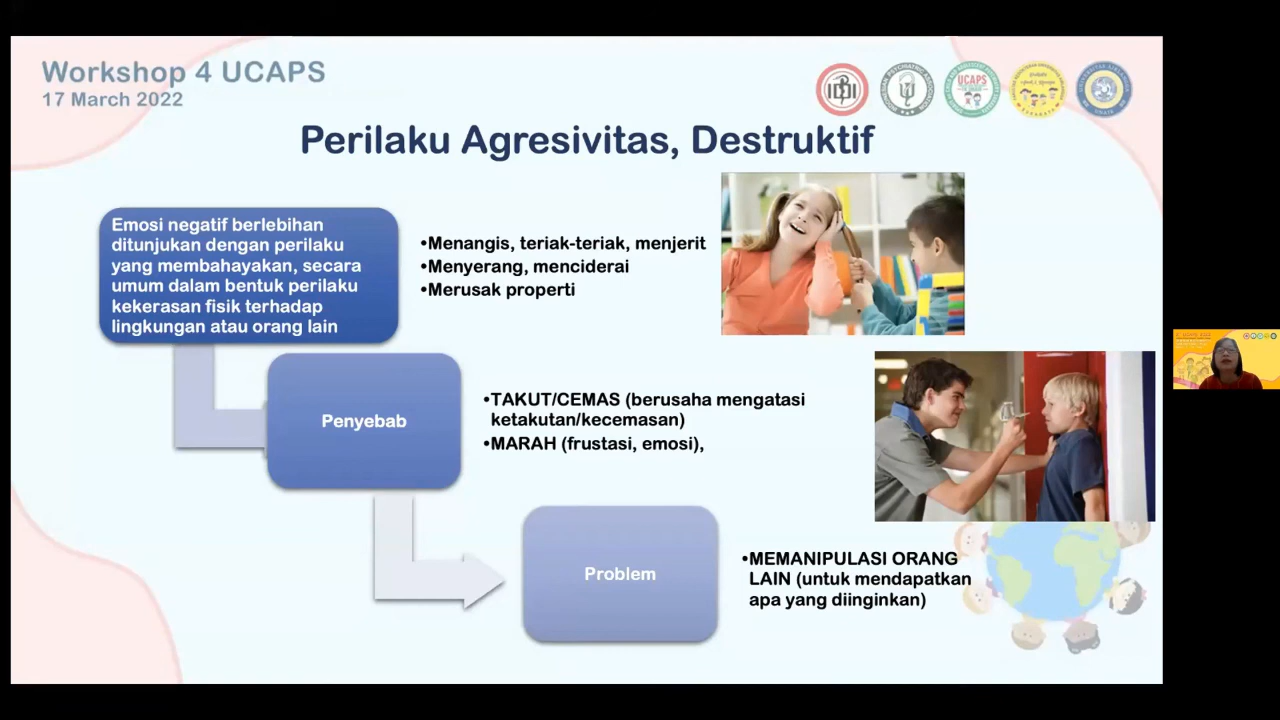 Workshop 4 UCAPS
17 March 2022
IDI
UCAPS
Perilaku Agresivitas, Destruktif
Emosi negatif berlebihan
ditunjukan dengan perilaku
yang membahayakan, secara
umum dalam bentuk perilaku
kekerasan fisik terhadap
lingkungan atau orang lain
•Menangis, teriak-teriak, menjerit
•Menyerang, menciderai
•Merusak properti
Penyebab
•TAKUT/CEMAS (berusaha mengatasi
ketakutan/kecemasan)
•MARAH (frustasi, emosi),
Problem
•MEMANIPULASI ORANG
LAIN (untuk mendapatkan
apa yang diinginkan)